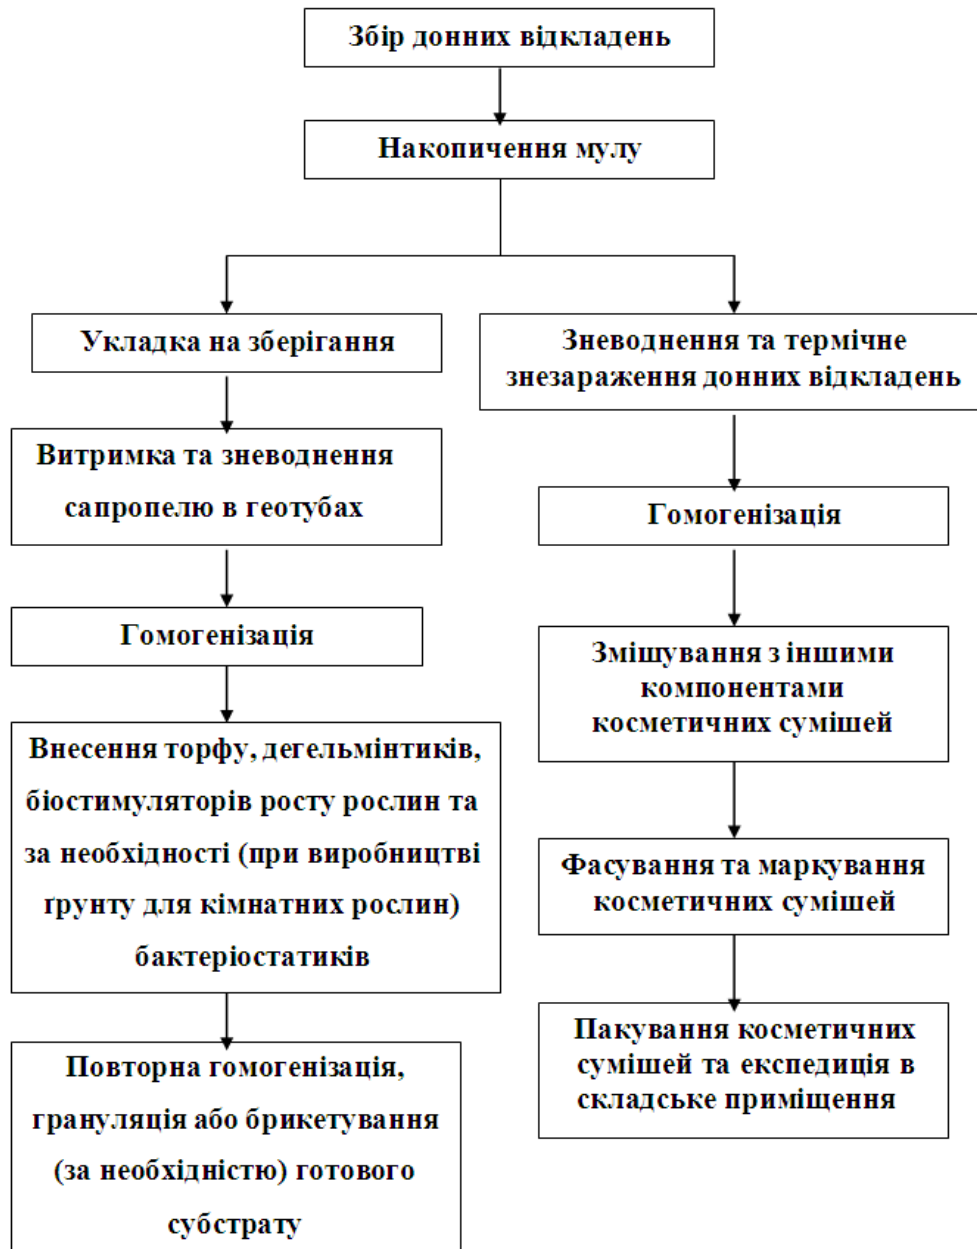 Збір донних відкладень
Накопичення мулу
Укладка на зберігання
Витримка та зневоднення
сапропелю в геотубах
Гомогенізація
Внесення торфу, дегельмінтиків,
біостимуляторів росту рослин та
за необхідності (при виробництві
ґрунту для кімнатних рослин)
бактеріостатиків
Повторна гомогенізація,
грануляція або брикетування
(за необхідністю) готового
субстрату
Зневоднення та термічне
знезараження донних відкладень
Гомогенізація
Змішування з іншими
компонентами
косметичних сумішей
Фасування та маркування
косметичних сумішей
Пакування косметичних
сумішей та експедиція в
складське приміщення